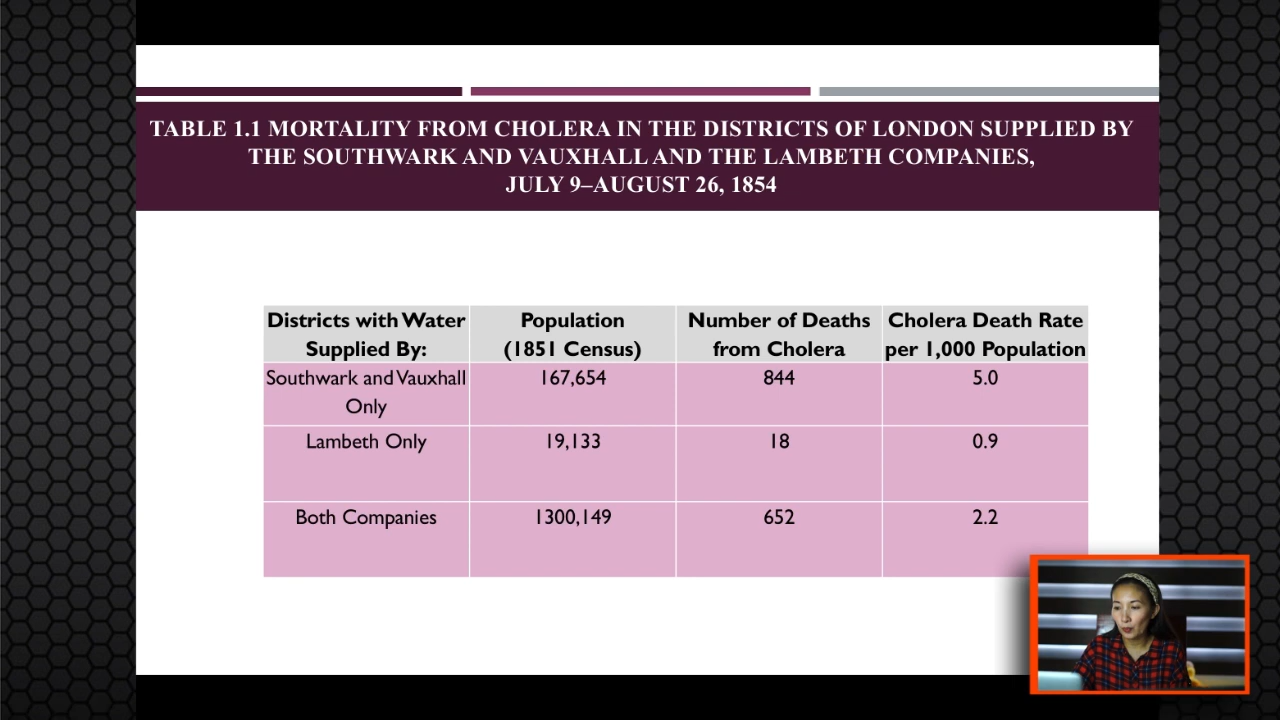 TABLE 1.1 MORTALITY FROM CHOLERA IN THE DISTRICTS OF LONDON SUPPLIED BY
THE SOUTHWARK AND VAUXHALL AND THE LAMBETH COMPANIES,
JULY 9–AUGUST 26, 1854
Districts with Water Supplied By: Population (1851 Census) Number of Deaths from Cholera Cholera Death Rate per 1,000 Population
Southwark and Vauxhall Only 167,654 844 5.0
Lambeth Only 19,133 18 0.9
Both Companies 1300,149 652 2.2